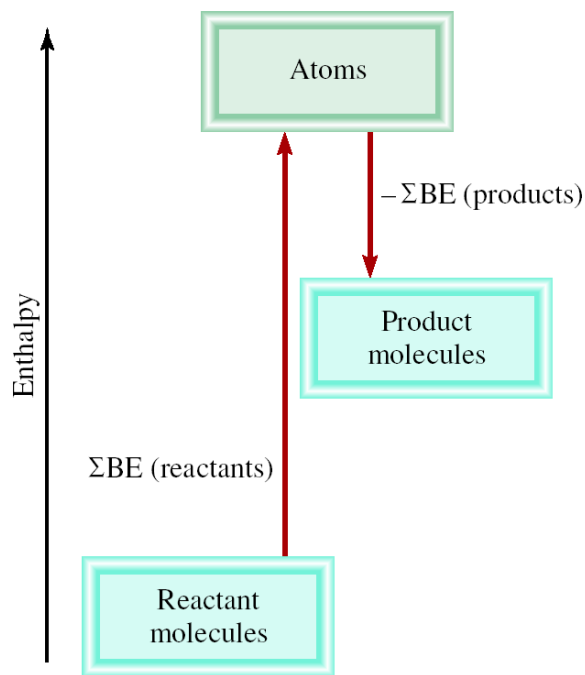 Atoms
– ΣBE (products)
Product
molecules
Enthalpy
ΣBE (reactants)
Reactant
molecules